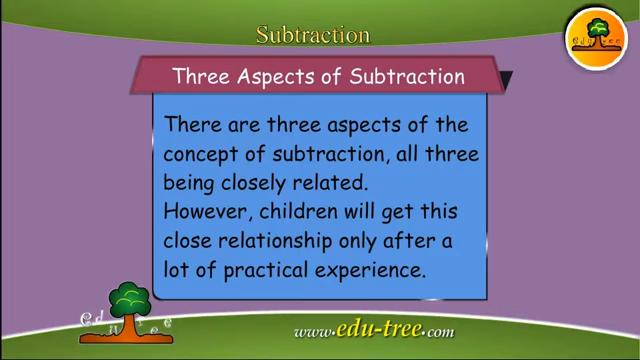 Subtraction
Edu tree
Three Aspects of Subtraction
There are three aspects of the
concept of subtraction, all three
being closely related.
However, children will get this
close relationship only after a
lot of practical experience.
Edu tree
www.edu-tree.com